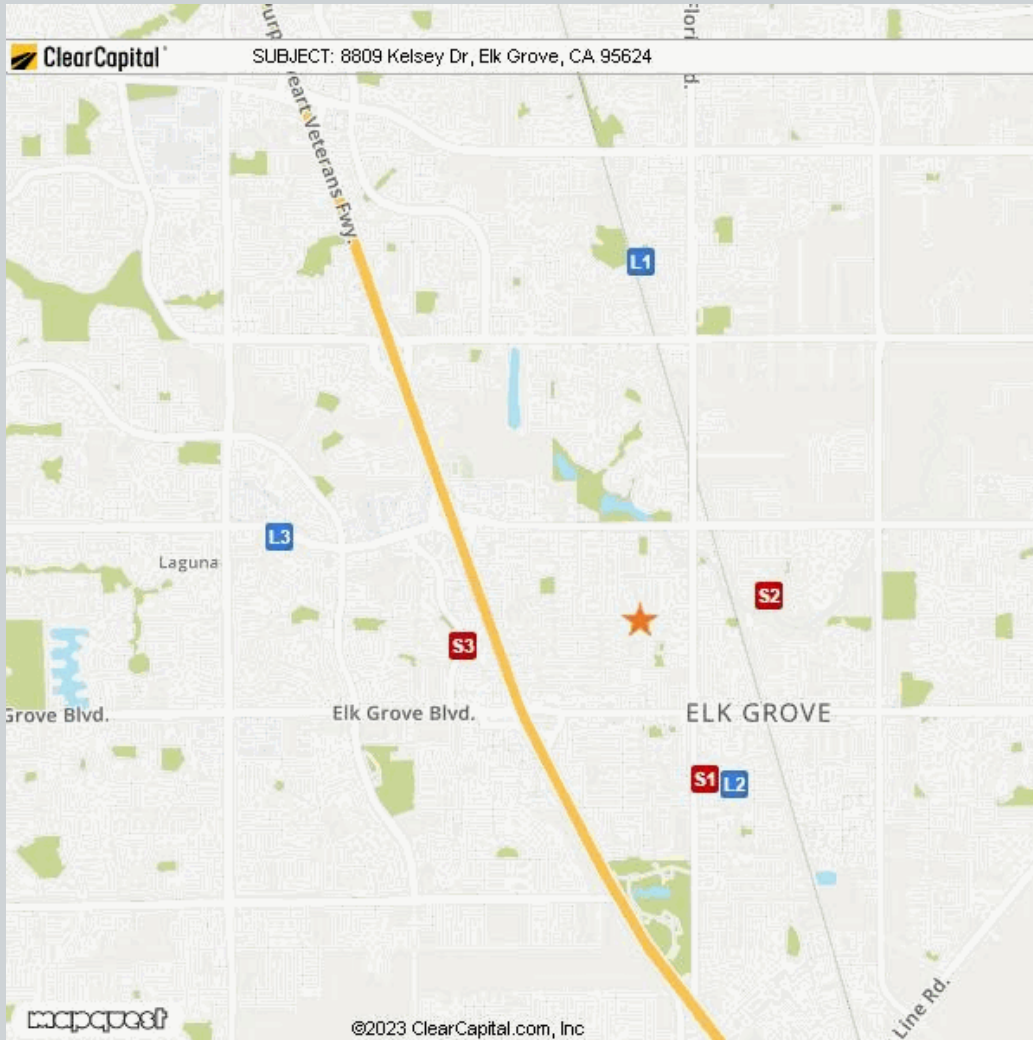 ClearCapital
SUBJECT: 8809 Kelsey Dr, Elk Grove, CA 95624
Veterans Fwy.
L1
L3
Laguna
S2
S3
Grove Blvd.
Elk Grove Blvd.
ELK GROVE
S1
L2
Line Rd.
mapquest
©2023 ClearCapital.com, Inc